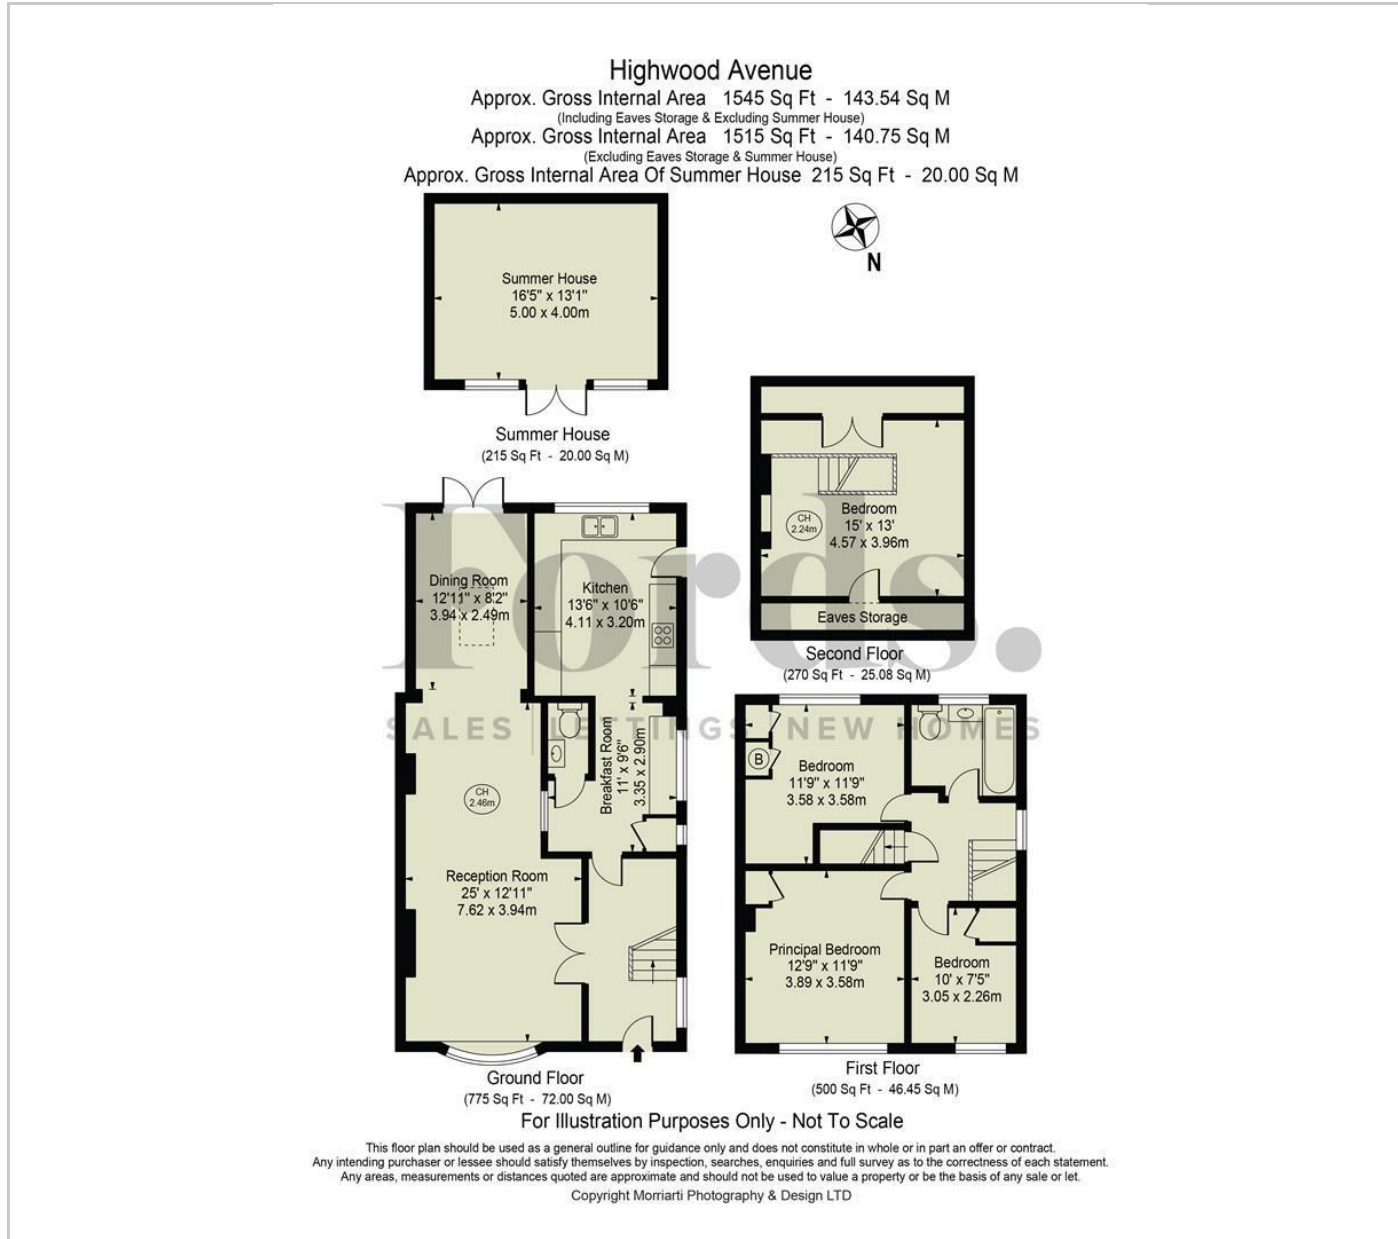 Highwood Avenue
Approx. Gross Internal Area 1545 Sq Ft - 143.54 Sq M
(Including Eaves Storage & Excluding Summer House)
Approx. Gross Internal Area 1515 Sq Ft - 140.75 Sq M
(Excluding Eaves Storage & Summer House)
Approx. Gross Internal Area Of Summer House 215 Sq Ft - 20.00 Sq M
N
Summer House
16'5" x 13'1"
5.00 x 4.00m
Summer House
(215 Sq Ft - 20.00 Sq M)
Bedroom
15' x 13'
4.57 x 3.96m
CH
2.24m
Eaves Storage
Second Floor
(270 Sq Ft - 25.08 Sq M)
Dining Room
12'11" x 8'2"
3.94 x 2.49m
Kitchen
13'6" x 10'6"
4.11 x 3.20m
Fords.
SALES LETTINGS NEW HOMES
Breakfast Room
11' x 9'6"
3.35 x 2.90m
CH
2.46m
Reception Room
25' x 12'11"
7.62 x 3.94m
Ground Floor
(775 Sq Ft - 72.00 Sq M)
B
Bedroom
11'9" x 11'9"
3.58 x 3.58m
Principal Bedroom
12'9" x 11'9"
3.89 x 3.58m
Bedroom
10' x 7'5"
3.05 x 2.26m
First Floor
(500 Sq Ft - 46.45 Sq M)
For Illustration Purposes Only - Not To Scale
This floor plan should be used as a general outline for guidance only and does not constitute in whole or in part an offer or contract.
Any intending purchaser or lessee should satisfy themselves by inspection, searches, enquiries and full survey as to the correctness of each statement.
Any areas, measurements or distances quoted are approximate and should not be used to value a property or be the basis of any sale or let.
Copyright Morriarti Photography & Design LTD